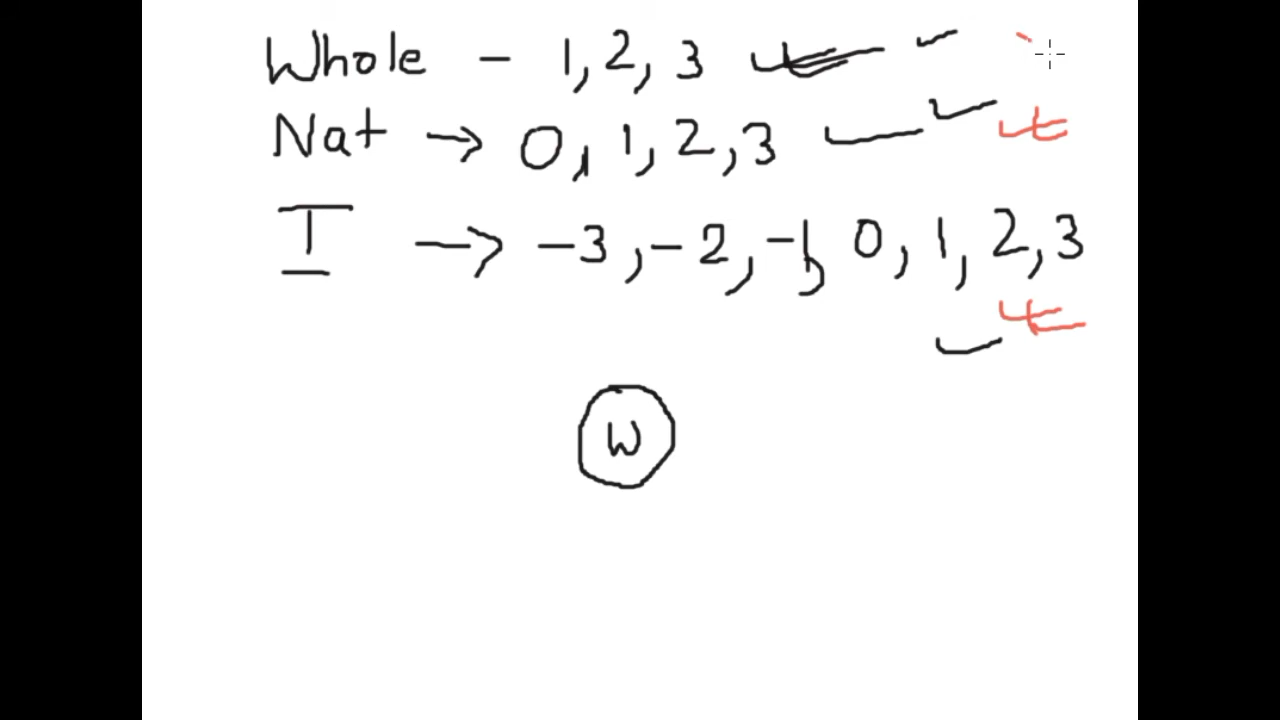 Whole - 1, 2, 3
Nat → 0, 1, 2, 3
I → -3, -2, -1, 0, 1, 2, 3
W